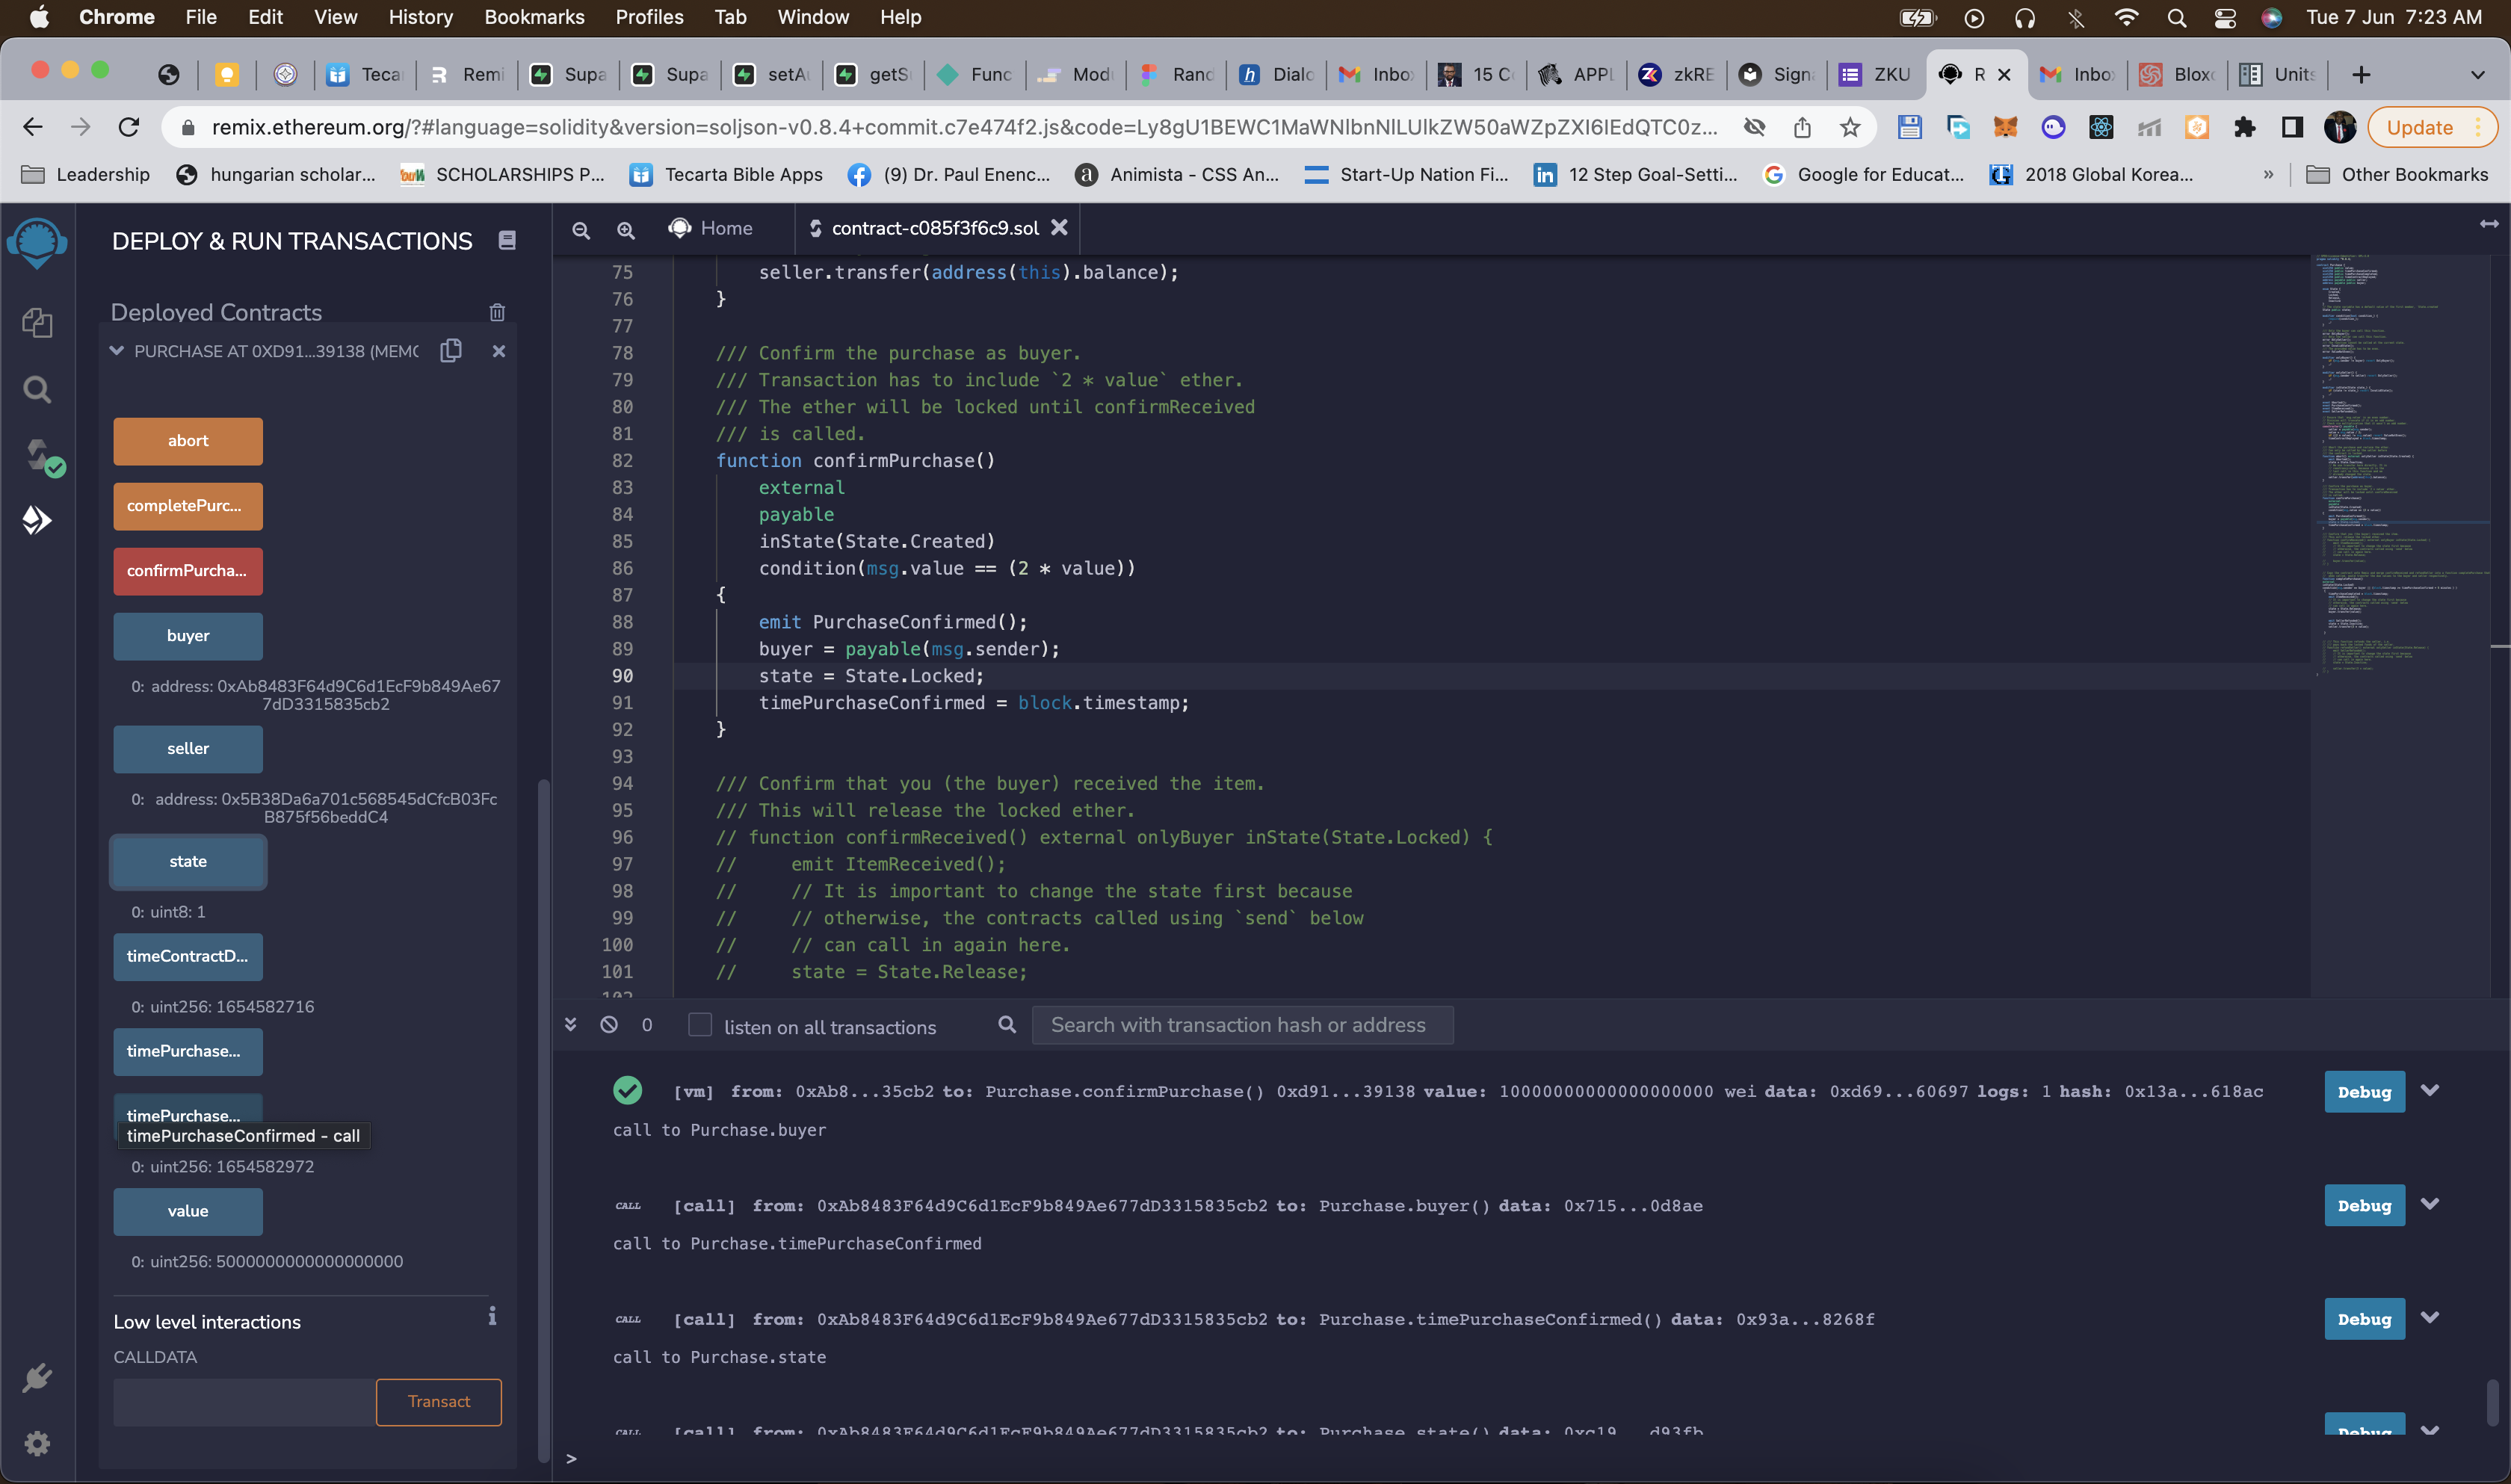 Chrome File Edit View History Bookmarks Profiles Tab Window Help Tue 7 Jun 7:23 AM
Teca Remi Supa Supa setAu getSe Func Modu Rand Dialo Inbox 15 Co APPL zkRE Signa ZKU R Inbox Bloxo Units
remix.ethereum.org/?#language=solidity&version=soljson-v0.8.4+commit.c7e474f2.js&code=Ly8gU1BEWC1MaWNlbnNlLUlkZW50aWZpZXI6IEdQTC0z... Update
Leadership hungarian scholar... SCHOLARSHIPS P... Tecarta Bible Apps (9) Dr. Paul Enenc... Animista - CSS An... Start-Up Nation Fi... 12 Step Goal-Setti... Google for Educat... 2018 Global Korea... » Other Bookmarks
DEPLOY & RUN TRANSACTIONS
Deployed Contracts
PURCHASE AT 0XD91...39138 (MEMO
abort
completePurc...
confirmPurcha...
buyer
0: address: 0xAb8483F64d9C6d1EcF9b849Ae67
7dD3315835cb2
seller
0: address: 0x5B38Da6a701c568545dCfcB03Fc
B875f56beddC4
state
0: uint8: 1
timeContractD...
0: uint256: 1654582716
timePurchase...
timePurchase...
timePurchaseConfirmed - call
0: uint256: 1654582972
value
0: uint256: 5000000000000000000
Low level interactions
CALLDATA
Transact
Home contract-c085f3f6c9.sol
75 seller.transfer(address(this).balance);
76 }
77
78 /// Confirm the purchase as buyer.
79 /// Transaction has to include `2 * value` ether.
80 /// The ether will be locked until confirmReceived
81 /// is called.
82 function confirmPurchase()
83 external
84 payable
85 inState(State.Created)
86 condition(msg.value == (2 * value))
87 {
88 emit PurchaseConfirmed();
89 buyer = payable(msg.sender);
90 state = State.Locked;
91 timePurchaseConfirmed = block.timestamp;
92 }
93
94 /// Confirm that you (the buyer) received the item.
95 /// This will release the locked ether.
96 // function confirmReceived() external onlyBuyer inState(State.Locked) {
97 // emit ItemReceived();
98 // // It is important to change the state first because
99 // // otherwise, the contracts called using `send` below
100 // // can call in again here.
101 // state = State.Release;
102
0 listen on all transactions Search with transaction hash or address
[vm] from: 0xAb8...35cb2 to: Purchase.confirmPurchase() 0xd91...39138 value: 10000000000000000000 wei data: 0xd69...60697 logs: 1 hash: 0x13a...618ac Debug
call to Purchase.buyer
CALL [call] from: 0xAb8483F64d9C6d1EcF9b849Ae677dD3315835cb2 to: Purchase.buyer() data: 0x715...0d8ae Debug
call to Purchase.timePurchaseConfirmed
CALL [call] from: 0xAb8483F64d9C6d1EcF9b849Ae677dD3315835cb2 to: Purchase.timePurchaseConfirmed() data: 0x93a...8268f Debug
call to Purchase.state
CALL [call] from: 0xAb8483F64d9C6d1EcF9b849Ae677dD3315835cb2 to: Purchase.state() data: 0xc19...d93fb Debug
>